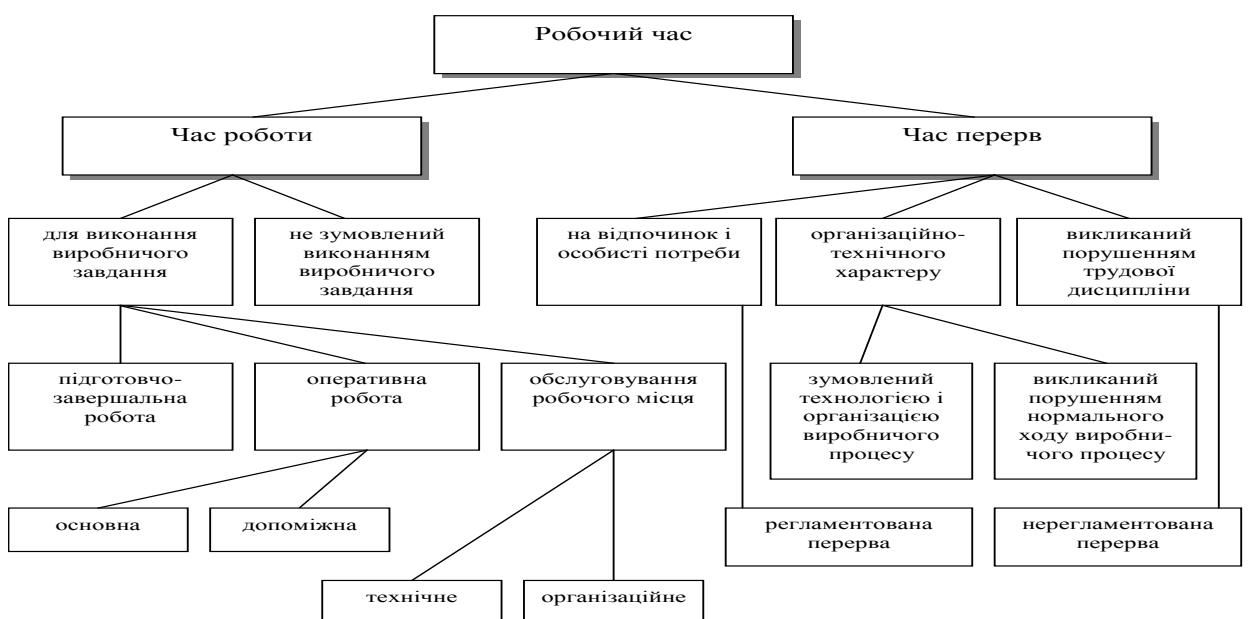 Робочий час
Час роботи
Час перерв
для виконання
виробничого
завдання
не зумовлений
виконанням
виробничого
завдання
на відпочинок і
особисті потреби
організаційно-
технічного
характеру
викликаний
порушенням
трудової
дисципліни
підготовчо-
завершальна
робота
оперативна
робота
обслуговування
робочого місця
зумовлений
технологією і
організацією
виробничого
процесу
викликаний
порушенням
нормального
ходу виробни-
чого процесу
основна
допоміжна
регламентована
перерва
нерегламентована
перерва
технічне
організаційне